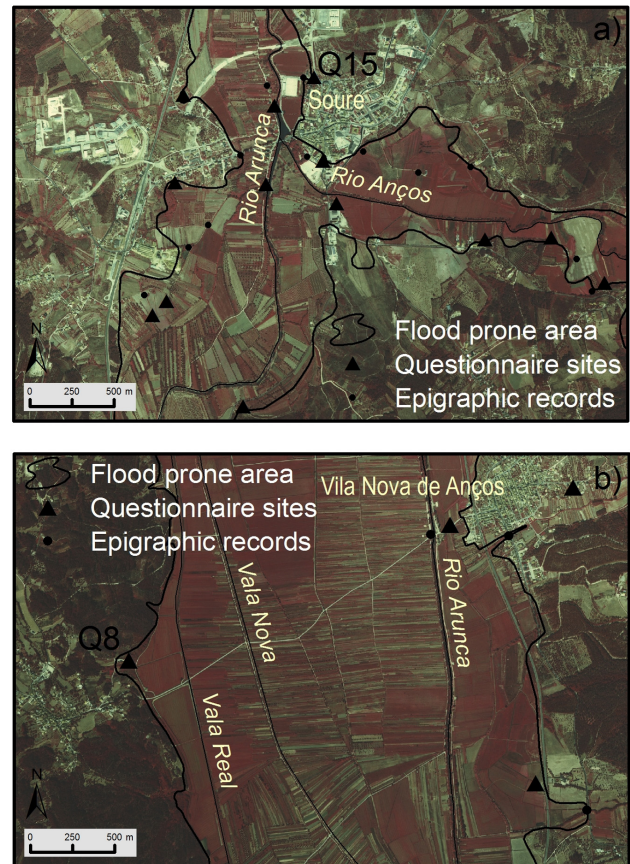 a)
Q15
Soure
Rio Arunca
Rio Anços
N
0 250 500 m
Flood prone area
Questionnaire sites
Epigraphic records
b)
Flood prone area
Questionnaire sites
Epigraphic records
Vila Nova de Anços
Vala Nova
Rio Arunca
Q8
Vala Real
N
0 250 500 m